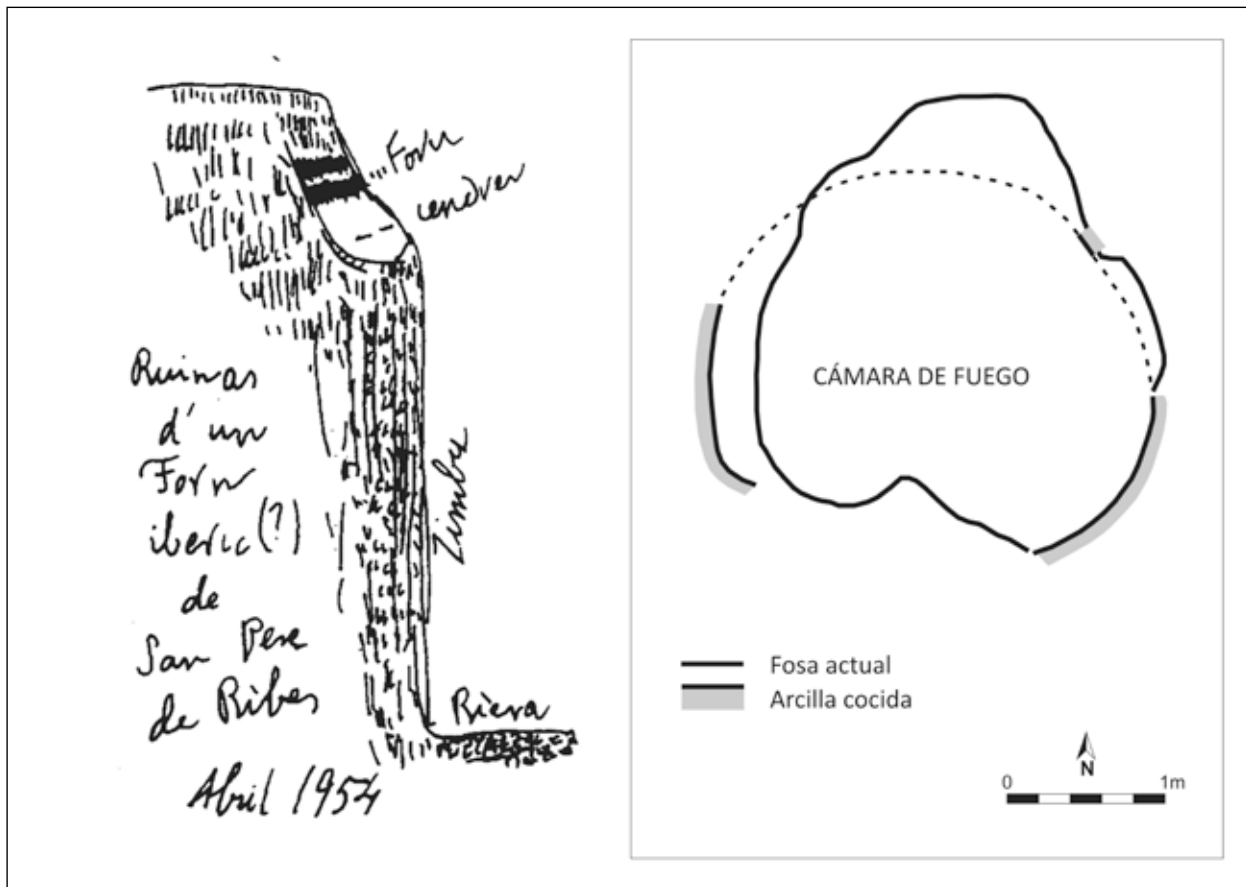 Forn
cendres
Ruinas
d'un
Forn
iberic (?)
de
San Pere
de Ribes
Abril 1954
Riera
CÁMARA DE FUEGO
Fosa actual
Arcilla cocida
N
0 1m